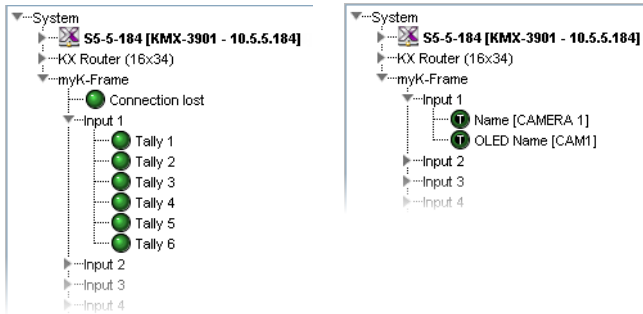 System
S5-5-184 [KMX-3901 - 10.5.5.184]
KX Router (16x34)
myK-Frame
Connection lost
Input 1
Tally 1
Tally 2
Tally 3
Tally 4
Tally 5
Tally 6
Input 2
Input 3
Input 4
System
S5-5-184 [KMX-3901 - 10.5.5.184]
KX Router (16x34)
myK-Frame
Input 1
T Name [CAMERA 1]
T OLED Name [CAM1]
Input 2
Input 3
Input 4